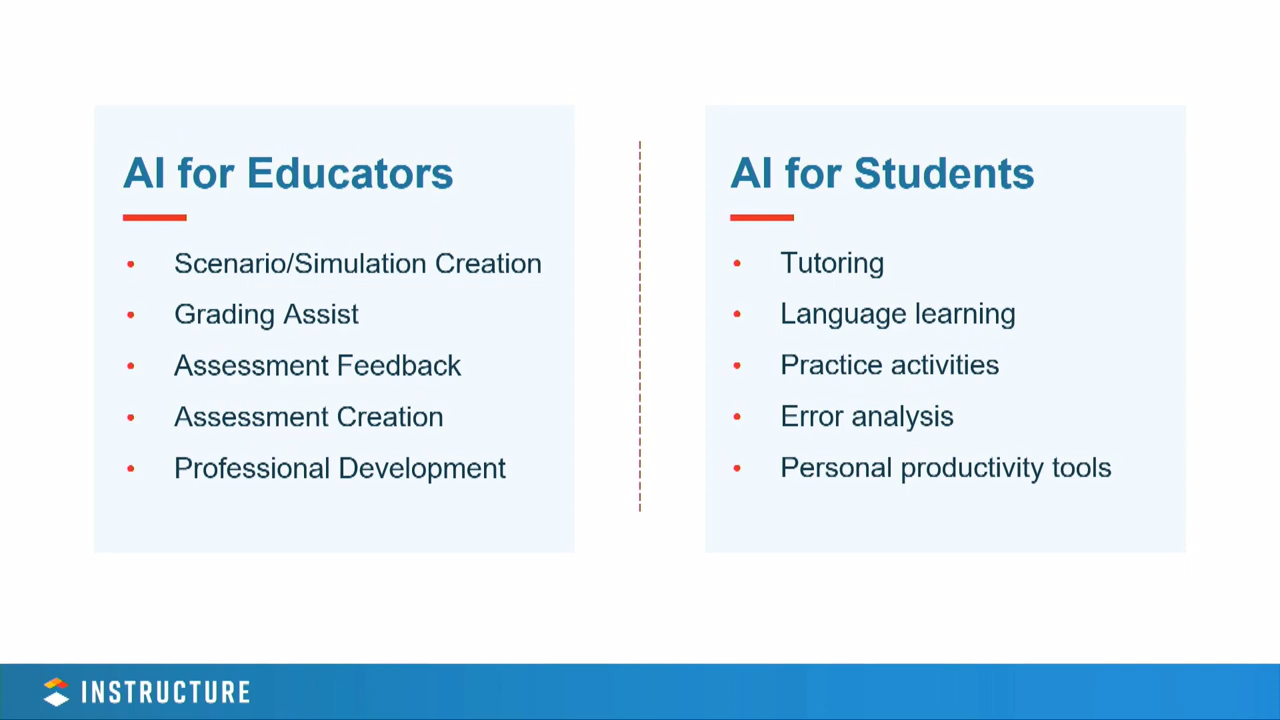 AI for Educators
Scenario/Simulation Creation
Grading Assist
Assessment Feedback
Assessment Creation
Professional Development
AI for Students
Tutoring
Language learning
Practice activities
Error analysis
Personal productivity tools
INSTRUCTURE